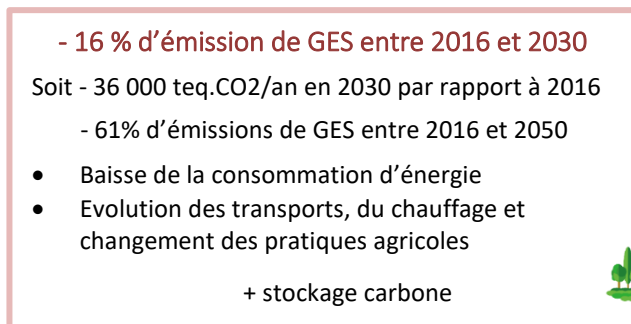 - 16 % d’émission de GES entre 2016 et 2030
Soit - 36 000 teq.CO2/an en 2030 par rapport à 2016
- 61% d’émissions de GES entre 2016 et 2050
• Baisse de la consommation d’énergie
• Evolution des transports, du chauffage et
changement des pratiques agricoles
+ stockage carbone